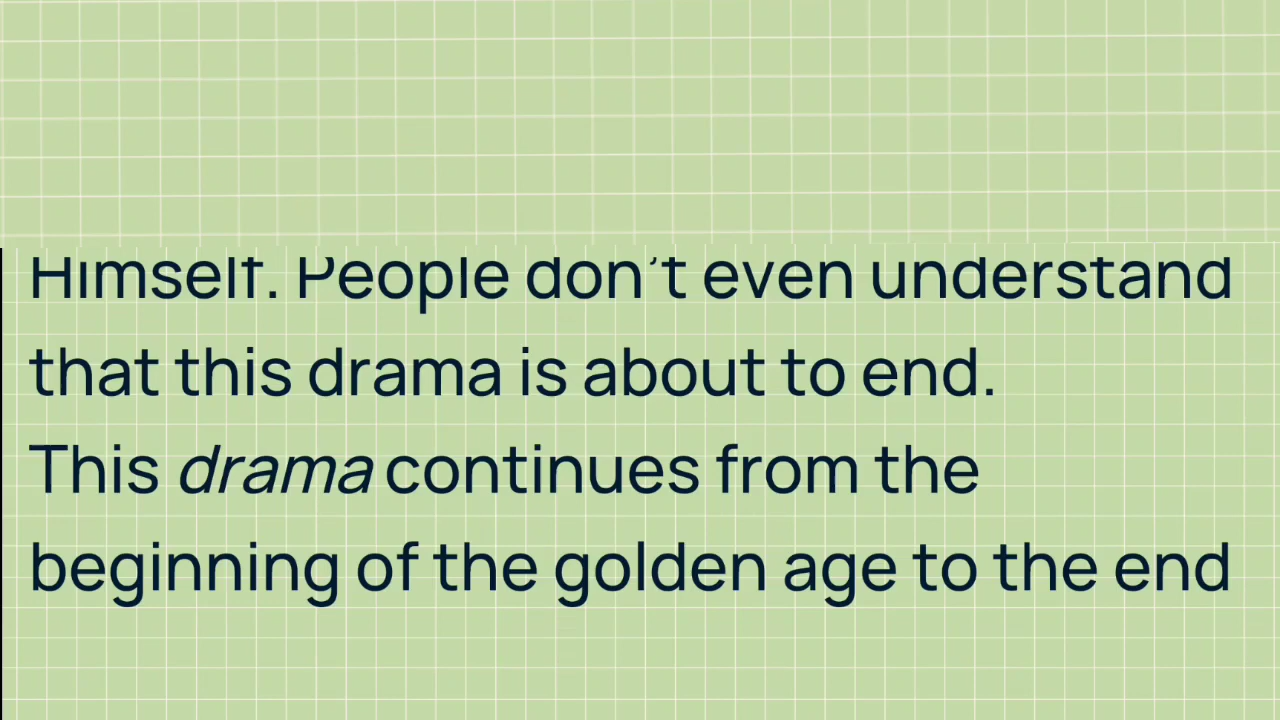 Himself. People don't even understand
that this drama is about to end.
This drama continues from the
beginning of the golden age to the end